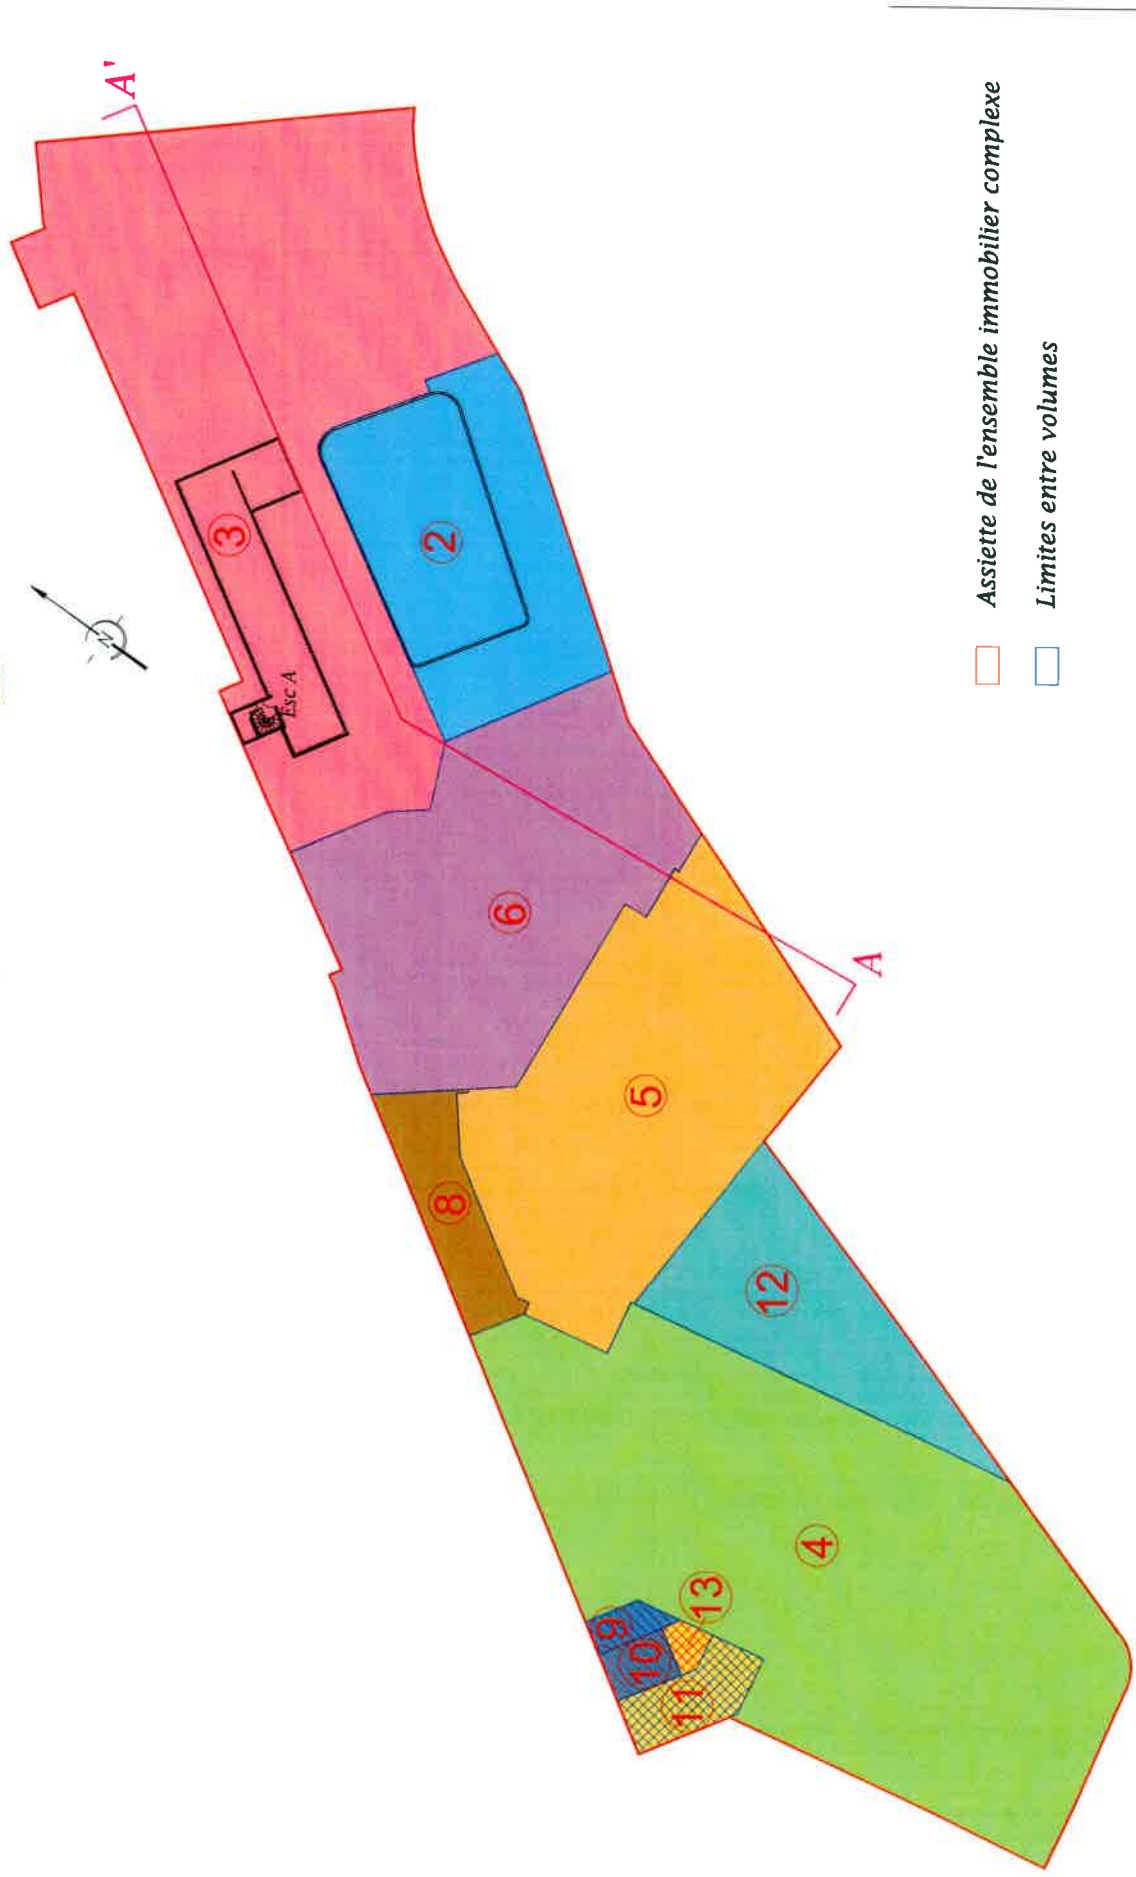 A'
3
Esc A
N
2
6
A
5
8
12
4
13
9
10
11
Assiette de l'ensemble immobilier complexe
Limites entre volumes